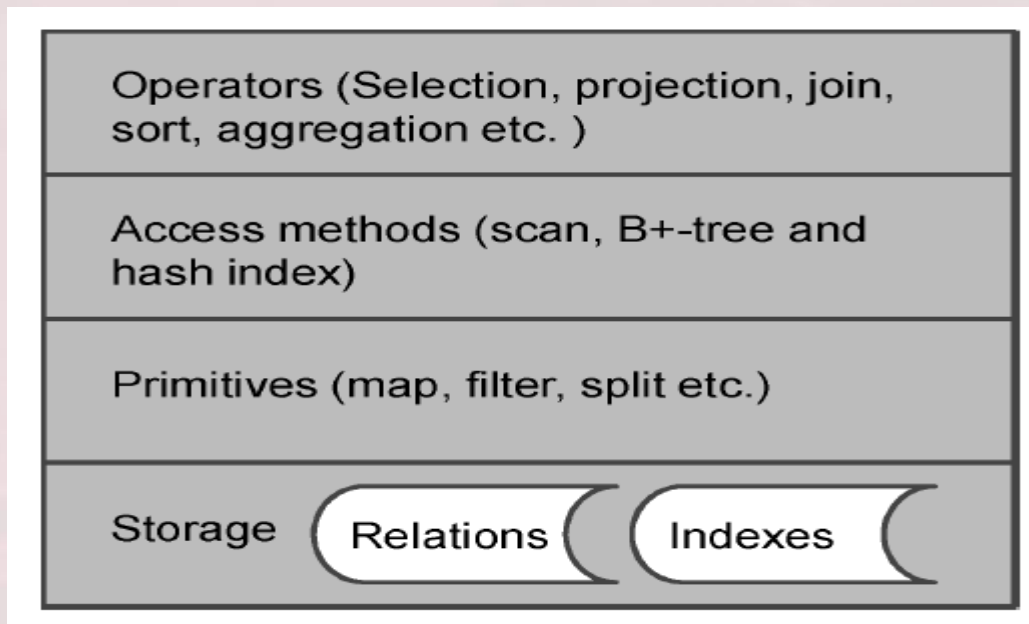 Operators (Selection, projection, join,
sort, aggregation etc. )
Access methods (scan, B+-tree and
hash index)
Primitives (map, filter, split etc.)
Storage Relations Indexes